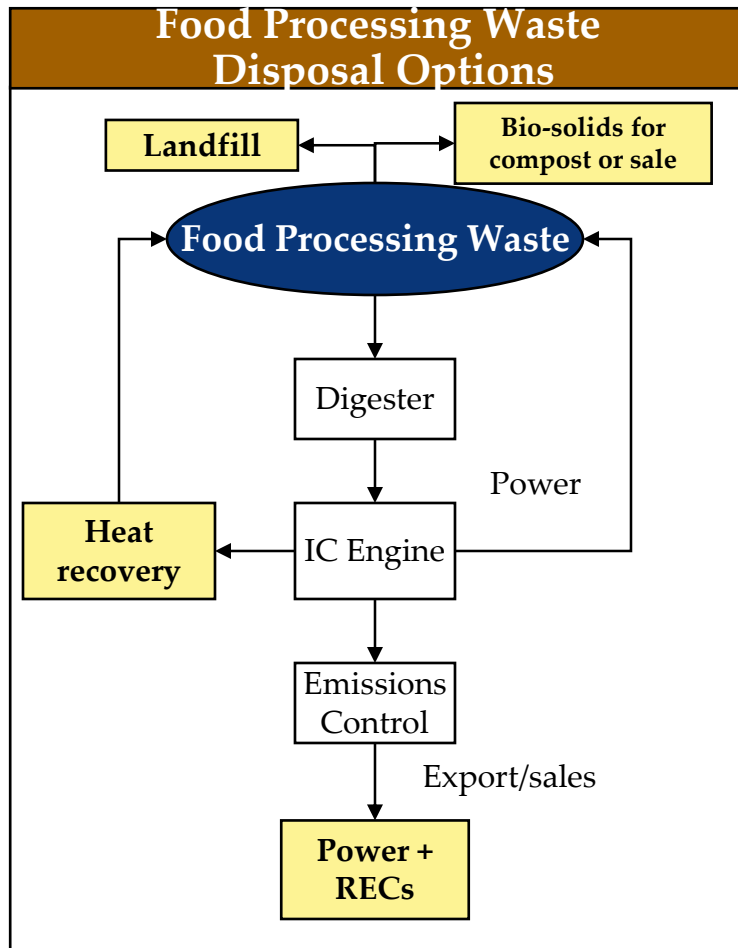 Food Processing Waste
Disposal Options
Landfill
Bio-solids for
compost or sale
Food Processing Waste
Digester
Power
Heat
recovery
IC Engine
Emissions
Control
Export/sales
Power +
RECs